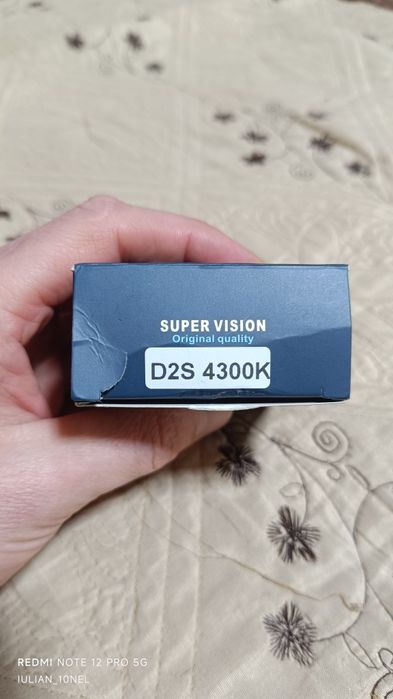 SUPER VISION
Original quality
D2S 4300K
REDMI NOTE 12 PRO 5G
IULIAN_10NEL